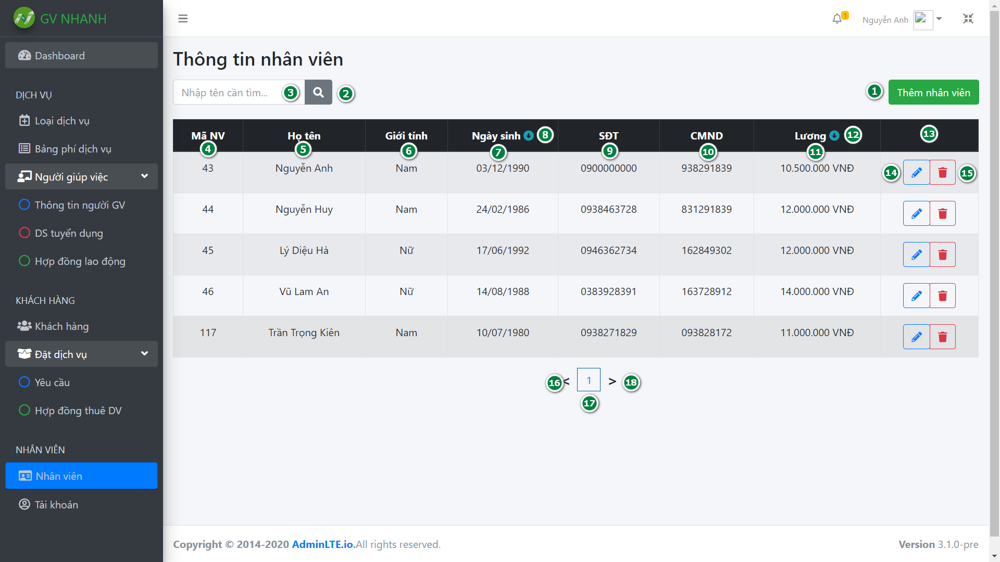 GV NHANH
1
Nguyễn Anh
Dashboard
DỊCH VỤ
Loại dịch vụ
Bảng phí dịch vụ
Người giúp việc
Thông tin người GV
DS tuyển dụng
Hợp đồng lao động
KHÁCH HÀNG
Khách hàng
Đặt dịch vụ
Yêu cầu
Hợp đồng thuê DV
NHÂN VIÊN
Nhân viên
Tài khoản
Thông tin nhân viên
Nhập tên cần tìm... 3 2 1 Thêm nhân viên
Mã NV Họ tên Giới tính Ngày sinh 8 SĐT CMND Lương 12 13
4 5 6 7 9 10 11
43 Nguyễn Anh Nam 03/12/1990 0900000000 938291839 10.500.000 VNĐ 14 15
44 Nguyễn Huy Nam 24/02/1986 0938463728 831291839 12.000.000 VNĐ
45 Lý Diệu Hà Nữ 17/06/1992 0946362734 162849302 12.000.000 VNĐ
46 Vũ Lam An Nữ 14/08/1988 0383928391 163728912 14.000.000 VNĐ
117 Trần Trọng Kiên Nam 10/07/1980 0938271829 093828172 11.000.000 VNĐ
16 < 1 > 18
17
Copyright © 2014-2020 AdminLTE.io.All rights reserved.
Version 3.1.0-pre